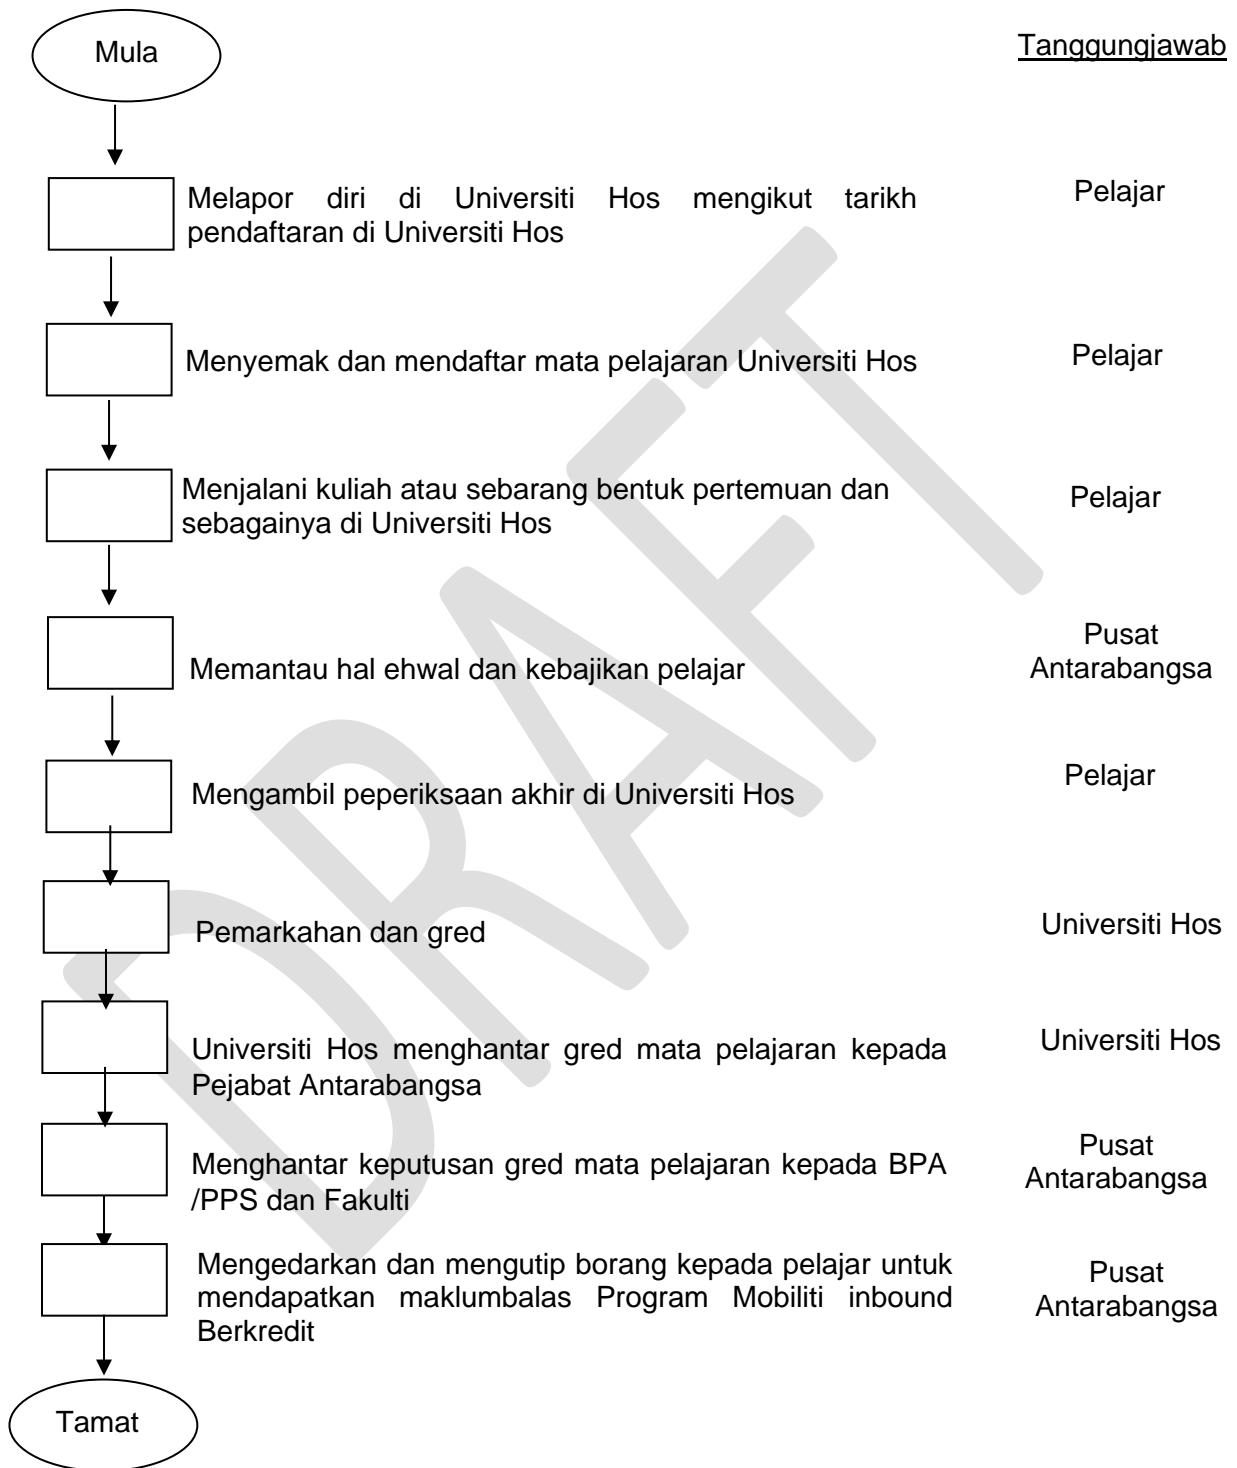 Mula
Tanggungjawab
Melapor diri di Universiti Hos mengikut tarikh
pendaftaran di Universiti Hos
Pelajar
Menyemak dan mendaftar mata pelajaran Universiti Hos
Pelajar
Menjalani kuliah atau sebarang bentuk pertemuan dan
sebagainya di Universiti Hos
Pelajar
Memantau hal ehwal dan kebajikan pelajar
Pusat
Antarabangsa
Mengambil peperiksaan akhir di Universiti Hos
Pelajar
Pemarkahan dan gred
Universiti Hos
Universiti Hos menghantar gred mata pelajaran kepada
Pejabat Antarabangsa
Universiti Hos
Menghantar keputusan gred mata pelajaran kepada BPA
/PPS dan Fakulti
Pusat
Antarabangsa
Mengedarkan dan mengutip borang kepada pelajar untuk
mendapatkan maklumbalas Program Mobiliti inbound
Berkredit
Pusat
Antarabangsa
Tamat
DRAFT